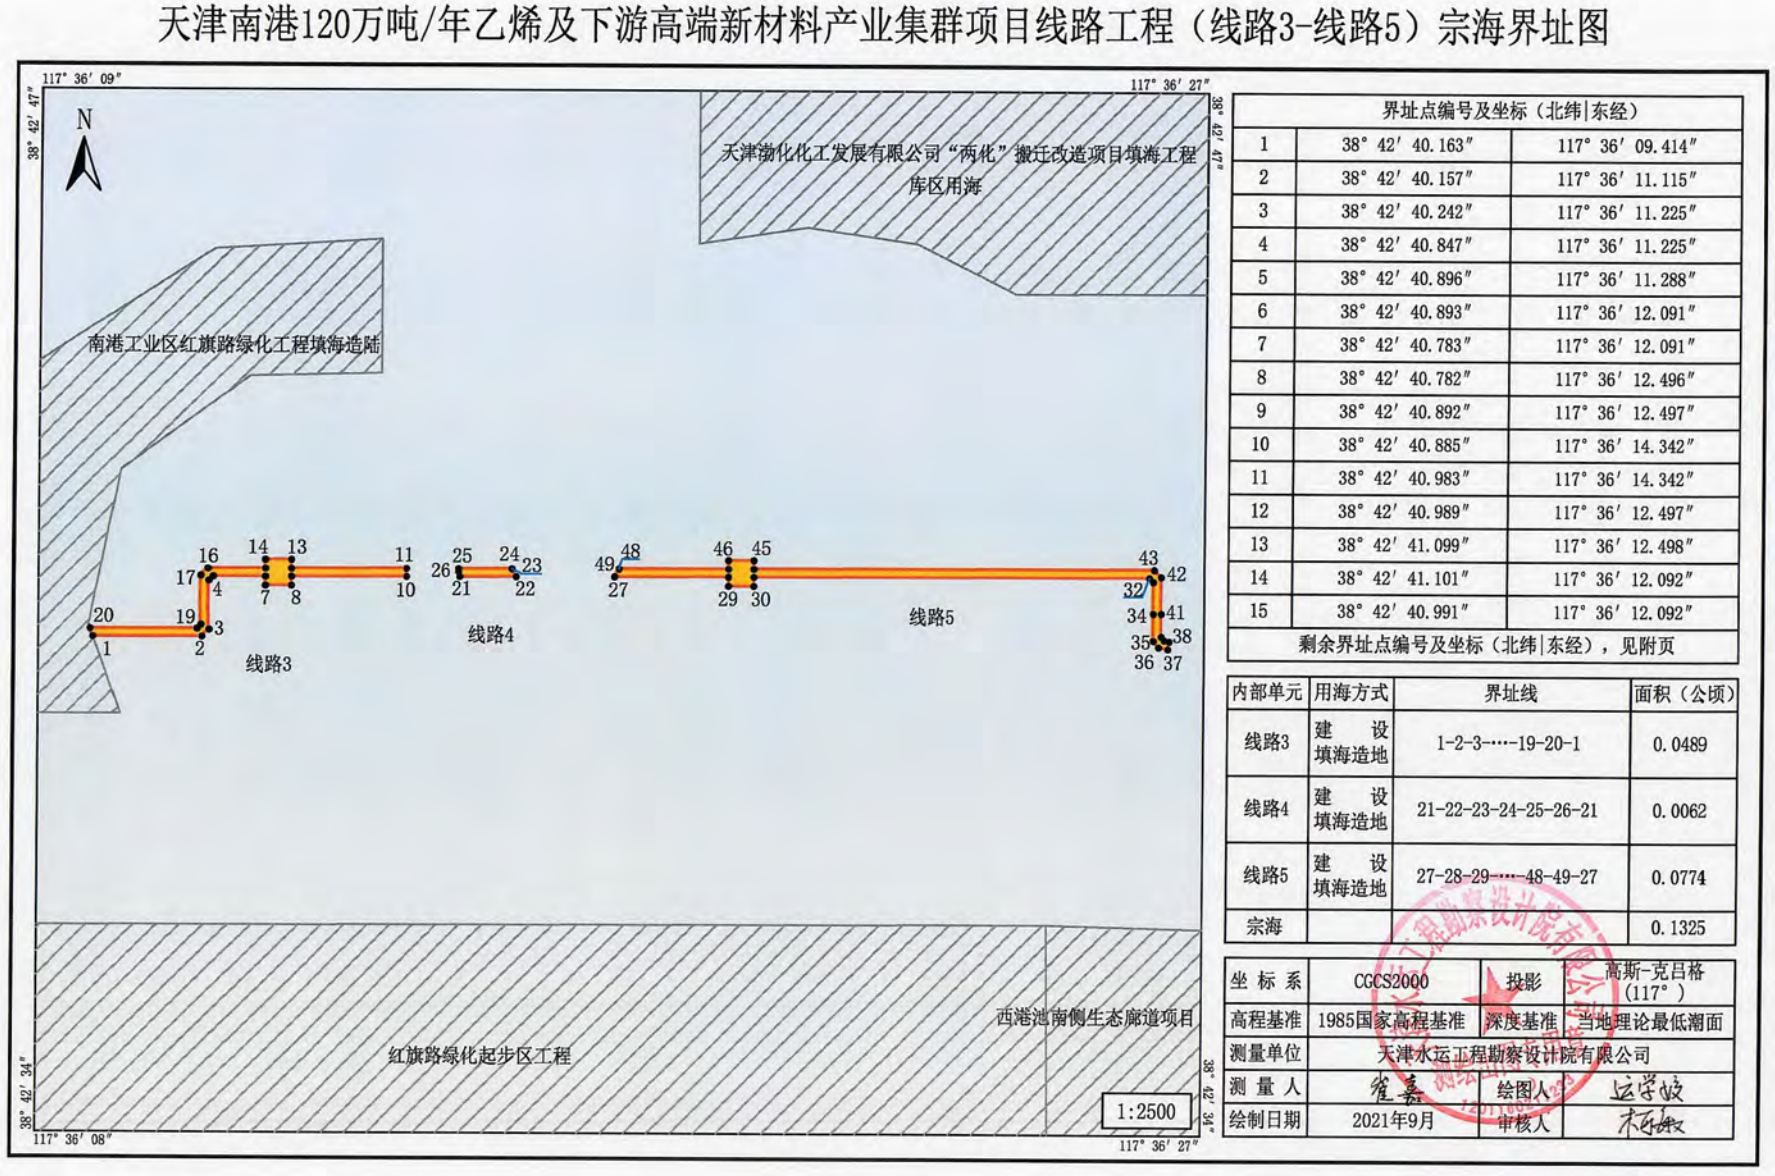 天津南港120万吨/年乙烯及下游高端新材料产业集群项目线路工程（线路3-线路5）宗海界址图
117° 36′ 09″
117° 36′ 27″
38° 42′ 47″
38° 42′ 47″
N
天津渤化化工发展有限公司“两化”搬迁改造项目填海工程
库区用海
南港工业区红旗路绿化工程填海造陆
16
14
13
11
17
4
7
8
10
20
19
3
1
2
线路3
25
24
26
23
21
22
线路4
48
49
27
46
45
29
30
线路5
43
42
32
34
41
35
38
36
37
红旗路绿化起步区工程
西港池南侧生态廊道项目
1:2500
38° 42′ 34″
38° 42′ 34″
117° 36′ 08″
117° 36′ 27″
界址点编号及坐标（北纬|东经）
1 38° 42′ 40.163″ 117° 36′ 09.414″
2 38° 42′ 40.157″ 117° 36′ 11.115″
3 38° 42′ 40.242″ 117° 36′ 11.225″
4 38° 42′ 40.847″ 117° 36′ 11.225″
5 38° 42′ 40.896″ 117° 36′ 11.288″
6 38° 42′ 40.893″ 117° 36′ 12.091″
7 38° 42′ 40.783″ 117° 36′ 12.091″
8 38° 42′ 40.782″ 117° 36′ 12.496″
9 38° 42′ 40.892″ 117° 36′ 12.497″
10 38° 42′ 40.885″ 117° 36′ 14.342″
11 38° 42′ 40.983″ 117° 36′ 14.342″
12 38° 42′ 40.989″ 117° 36′ 12.497″
13 38° 42′ 41.099″ 117° 36′ 12.498″
14 38° 42′ 41.101″ 117° 36′ 12.092″
15 38° 42′ 40.991″ 117° 36′ 12.092″
剩余界址点编号及坐标（北纬|东经），见附页
内部单元 用海方式 界址线 面积（公顷）
线路3 建设填海造地 1-2-3-…-19-20-1 0.0489
线路4 建设填海造地 21-22-23-24-25-26-21 0.0062
线路5 建设填海造地 27-28-29-…-48-49-27 0.0774
宗海 0.1325
坐标系 CGCS2000 投影 高斯-克吕格(117°)
高程基准 1985国家高程基准 深度基准 当地理论最低潮面
测量单位 天津水运工程勘察设计院有限公司
测量人 崔嘉 绘图人
绘制日期 2021年9月 审核人